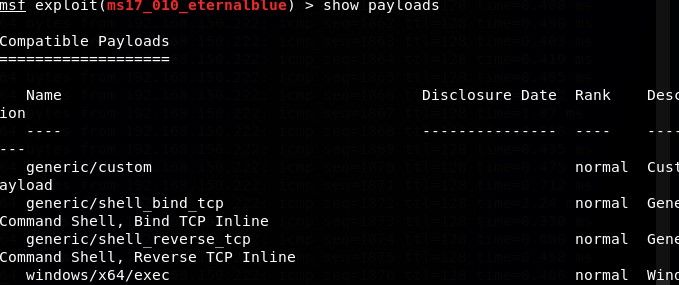 msf exploit(ms17_010_eternalblue) > show payloads
Compatible Payloads
===================
Name Disclosure Date Rank Desc
ion
---- --------------- ---- ----
---
generic/custom normal Cust
ayload
generic/shell_bind_tcp normal Gene
Command Shell, Bind TCP Inline
generic/shell_reverse_tcp normal Gene
Command Shell, Reverse TCP Inline
windows/x64/exec normal Wind